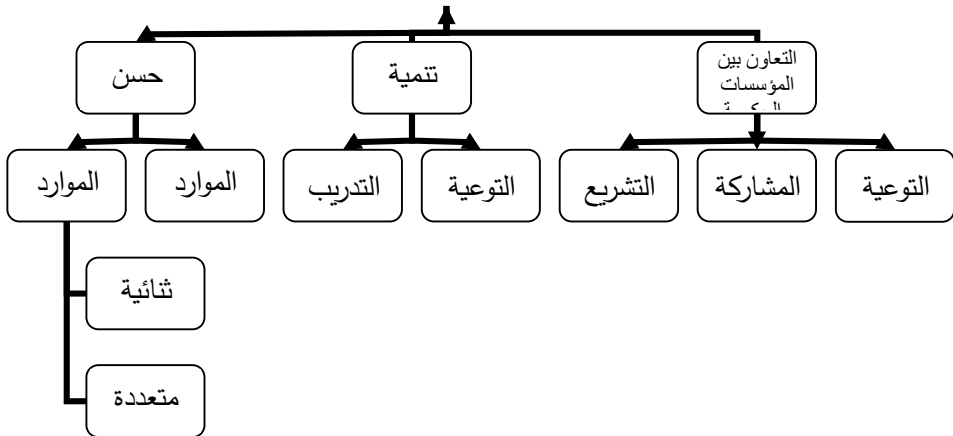 التعاون بين
المؤسسات
تنمية
حسن
التوعية
المشاركة
التشريع
التوعية
التدريب
الموارد
الموارد
ثنائية
متعددة